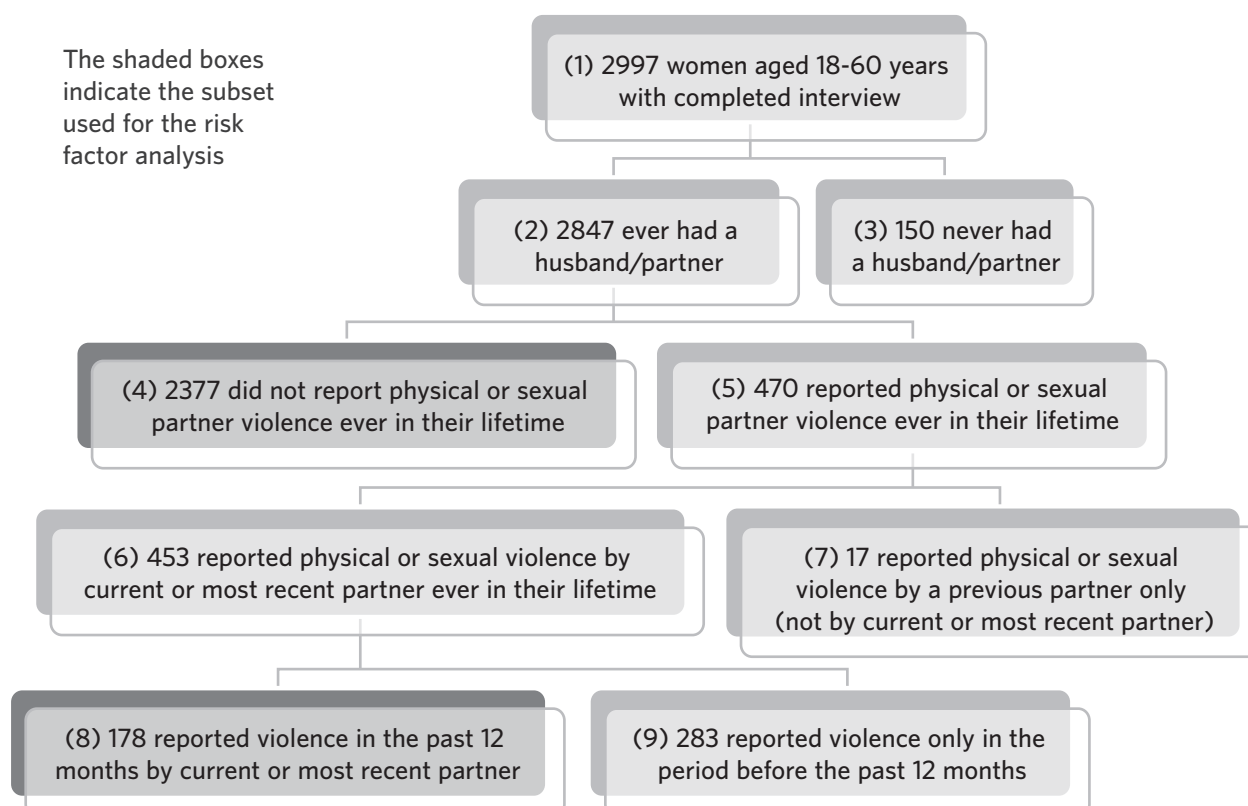 The shaded boxes
indicate the subset
used for the risk
factor analysis
(1) 2997 women aged 18-60 years
with completed interview
(2) 2847 ever had a
husband/partner
(3) 150 never had
a husband/partner
(4) 2377 did not report physical or sexual
partner violence ever in their lifetime
(5) 470 reported physical or sexual
partner violence ever in their lifetime
(6) 453 reported physical or sexual violence by
current or most recent partner ever in their lifetime
(7) 17 reported physical or sexual
violence by a previous partner only
(not by current or most recent partner)
(8) 178 reported violence in the past 12
months by current or most recent partner
(9) 283 reported violence only in the
period before the past 12 months